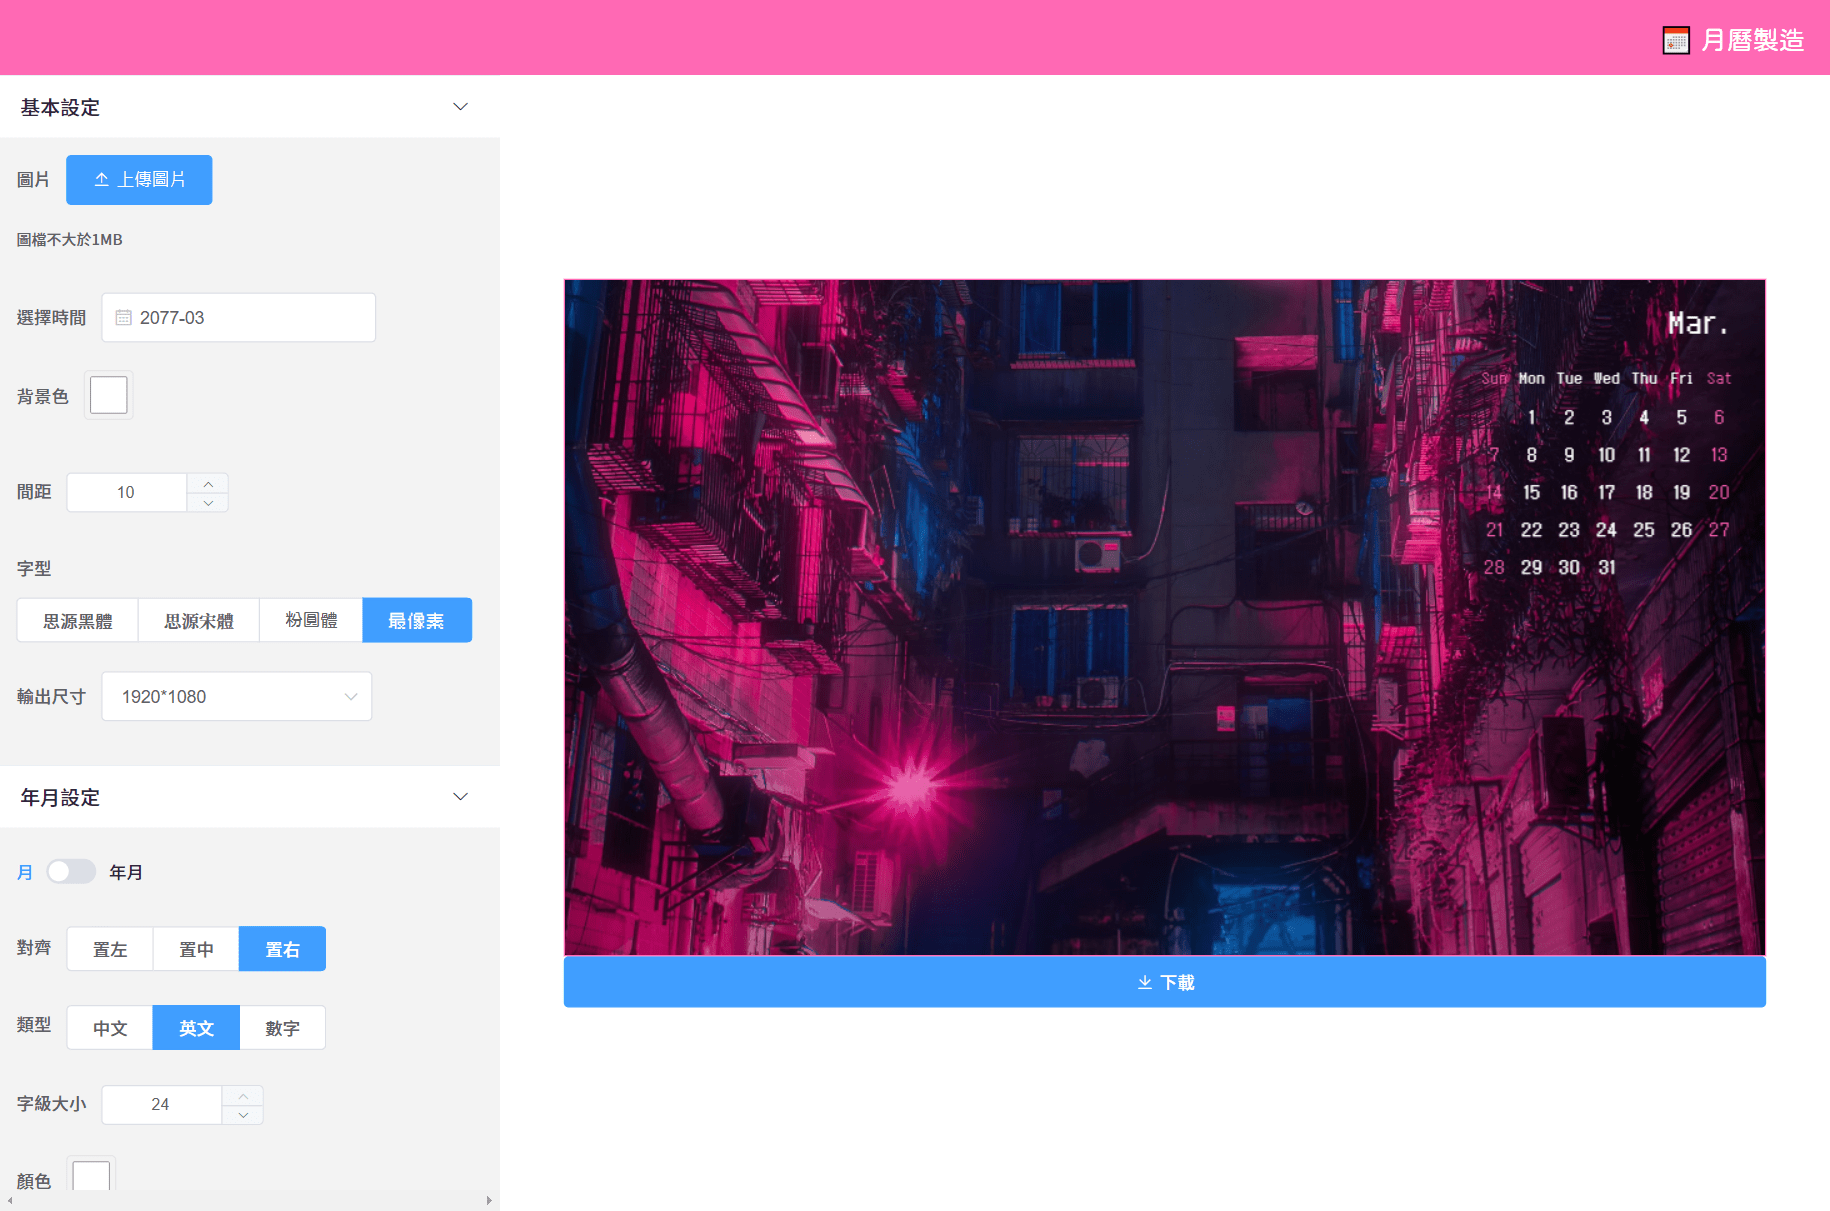 月曆製造
基本設定
圖片 上傳圖片
圖檔不大於1MB
選擇時間 2077-03
背景色
間距 10
字型
思源黑體 思源宋體 粉圓體 最像素
輸出尺寸 1920*1080
年月設定
月 年月
對齊 置左 置中 置右
類型 中文 英文 數字
字級大小 24
顏色
Mar.
Sun Mon Tue Wed Thu Fri Sat
1 2 3 4 5 6
7 8 9 10 11 12 13
14 15 16 17 18 19 20
21 22 23 24 25 26 27
28 29 30 31
下載